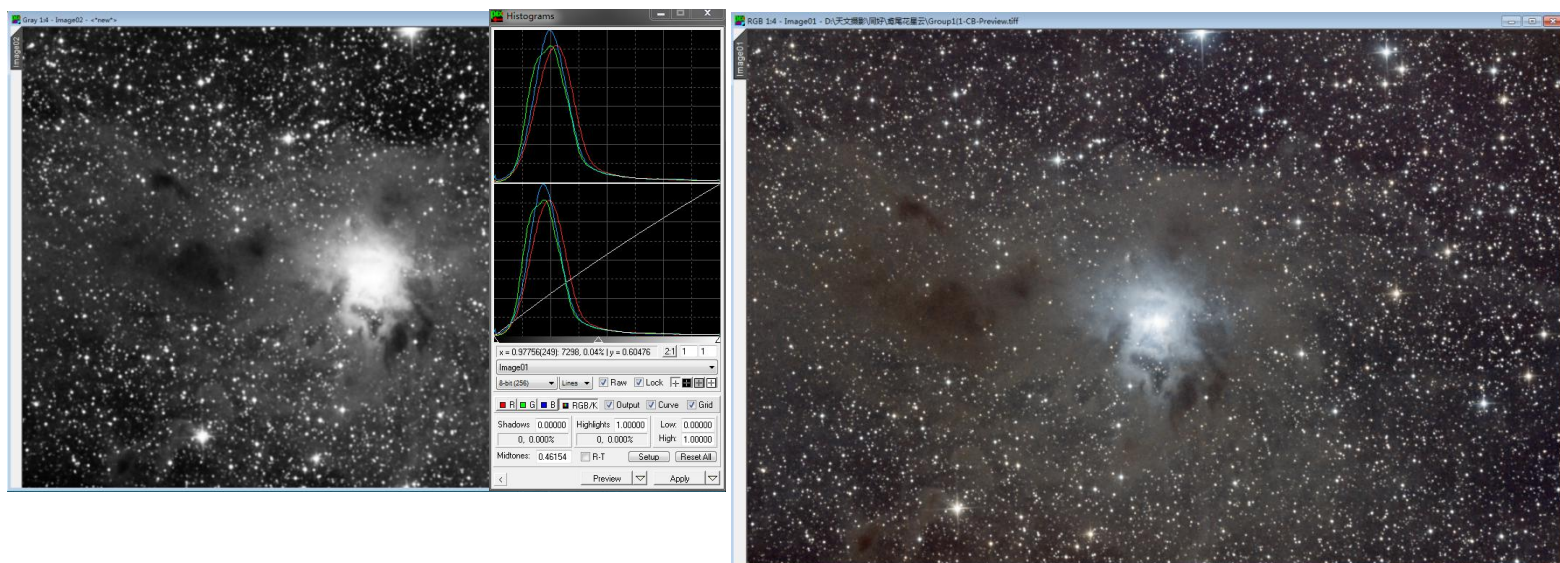 Gray 1:4 - Image02 - <*new*>
Image02
Histograms
x = 0.97756(249): 7298, 0.04% | y = 0.60476
2:1
1
1
Image01
8-bit (256)
Lines
Raw
Lock
R
G
B
RGB/K
Output
Curve
Grid
Shadows
0.00000
Highlights
1.00000
Low:
0.00000
0, 0.000%
0, 0.000%
High:
1.00000
Midtones:
0.46154
R-T
Setup
Reset All
<
Preview
Apply
RGB 1:4 - Image01 - D:\天文摄影\同好\鸢尾花星云\Group1(1-CB-Preview.tiff
Image01